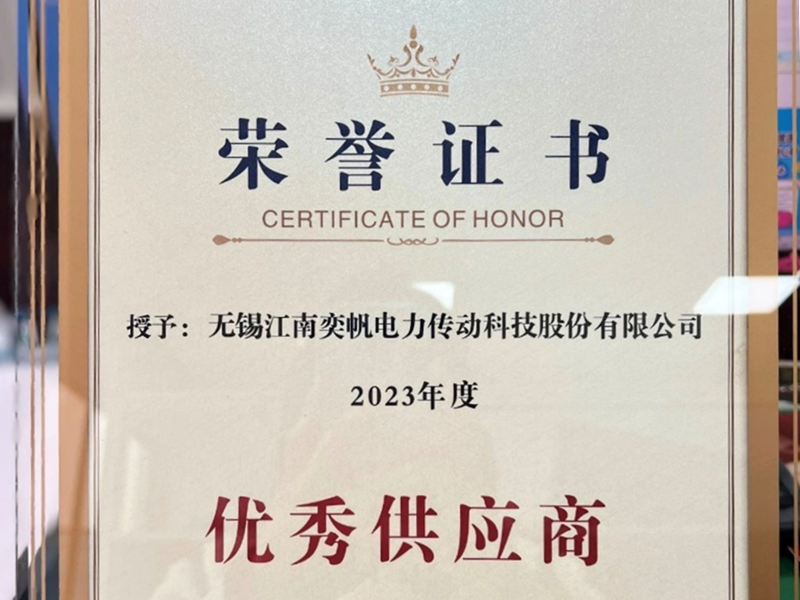 荣誉证书
CERTIFICATE OF HONOR
授予：无锡江南奕帆电力传动科技股份有限公司
2023年度
优秀供应商